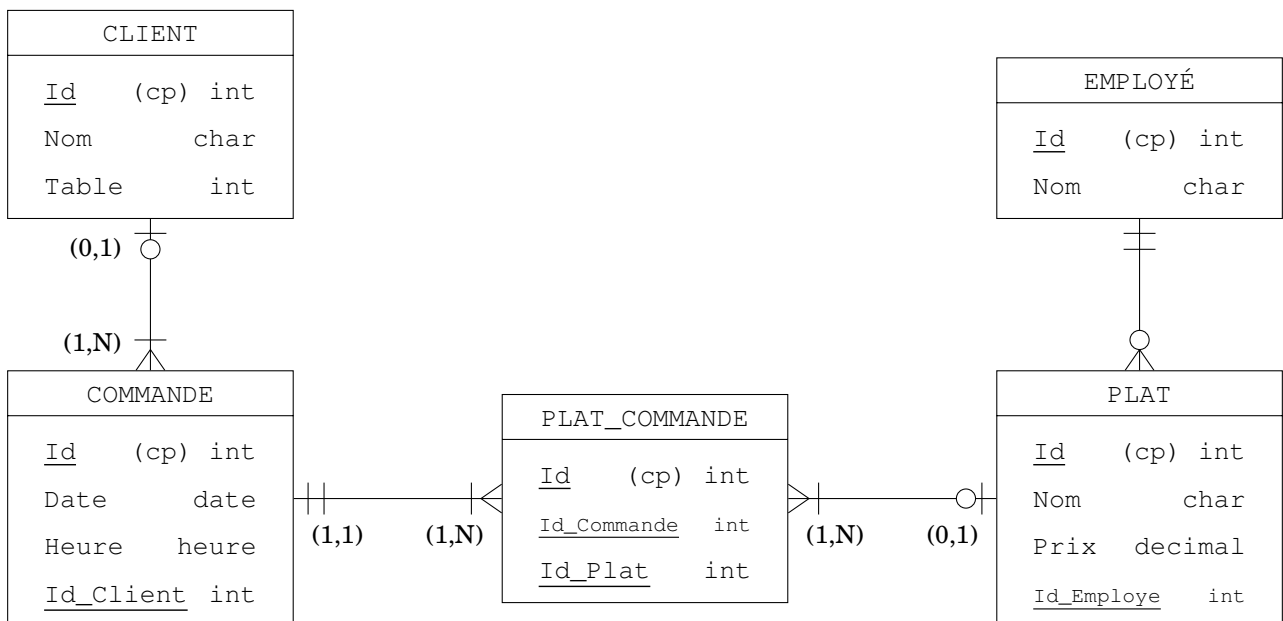 CLIENT
Id (cp) int
Nom char
Table int
(0,1)
(1,N)
COMMANDE
Id (cp) int
Date date
Heure heure
Id_Client int
(1,1)
(1,N)
PLAT_COMMANDE
Id (cp) int
Id_Commande int
Id_Plat int
(1,N)
(0,1)
EMPLOYÉ
Id (cp) int
Nom char
PLAT
Id (cp) int
Nom char
Prix decimal
Id_Employe int